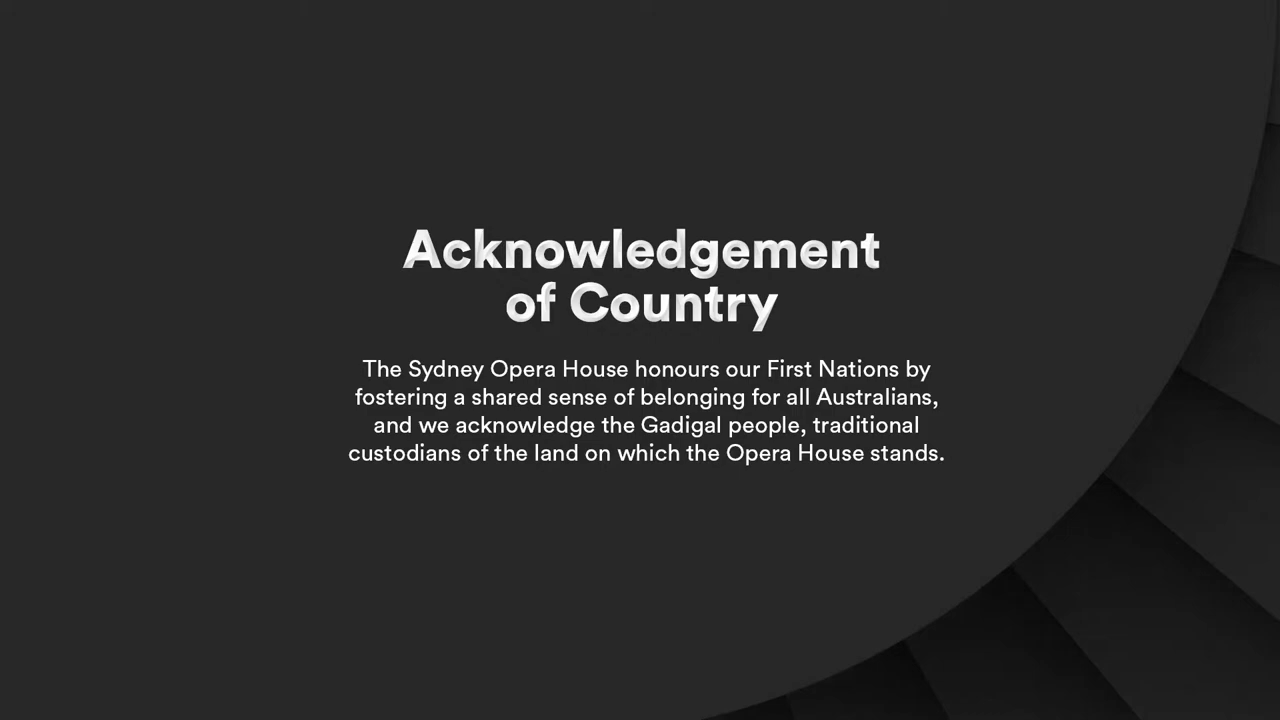 Acknowledgement
of Country
The Sydney Opera House honours our First Nations by
fostering a shared sense of belonging for all Australians,
and we acknowledge the Gadigal people, traditional
custodians of the land on which the Opera House stands.